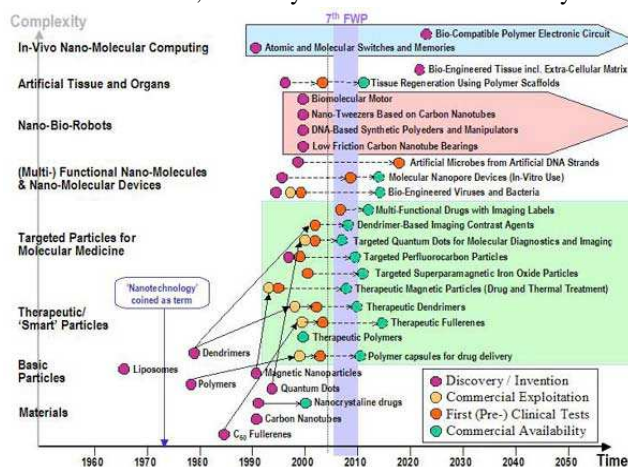 Complexity
7th FWP
In-Vivo Nano-Molecular Computing
Bio-Compatible Polymer Electronic Circuit
Atomic and Molecular Switches and Memories
Bio-Engineered Tissue incl. Extra-Cellular Matrix
Artificial Tissue and Organs
Tissue Regeneration Using Polymer Scaffolds
Biomolecular Motor
Nano-Tweezers Based on Carbon Nanotubes
Nano-Bio-Robots
DNA-Based Synthetic Polyeders and Manipulators
Low Friction Carbon Nanotube Bearings
(Multi-) Functional Nano-Molecules
& Nano-Molecular Devices
Artificial Microbes from Artificial DNA Strands
Molecular Nanopore Devices (In-Vitro Use)
Bio-Engineered Viruses and Bacteria
Multi-Functional Drugs with Imaging Labels
Dendrimer-Based Imaging Contrast Agents
Targeted Particles for
Molecular Medicine
Targeted Quantum Dots for Molecular Diagnostics and Imaging
Targeted Perfluorocarbon Particles
Targeted Superparamagnetic Iron Oxide Particles
'Nanotechnology'
coined as term
Therapeutic Magnetic Particles (Drug and Thermal Treatment)
Therapeutic/
'Smart' Particles
Therapeutic Dendrimers
Therapeutic Fullerenes
Therapeutic Polymers
Dendrimers
Polymer capsules for drug delivery
Basic
Particles
Liposomes
Magnetic Nanoparticles
Polymers
Quantum Dots
Materials
Nanocrystaline drugs
Carbon Nanotubes
C60 Fullerenes
Discovery / Invention
Commercial Exploitation
First (Pre-) Clinical Tests
Commercial Availability
1960 1970 1980 1990 2000 2010 2020 2030 2040 2050 Time